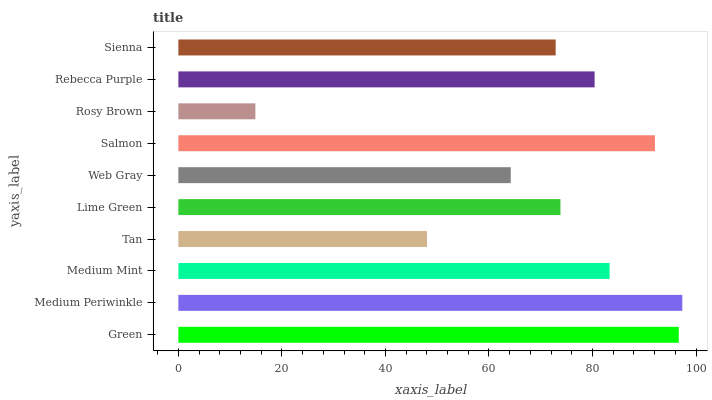 title
Sienna
Rebecca Purple
Rosy Brown
Salmon
Web Gray
Lime Green
Tan
Medium Mint
Medium Periwinkle
Green
yaxis_label
0 20 40 60 80 100
xaxis_label